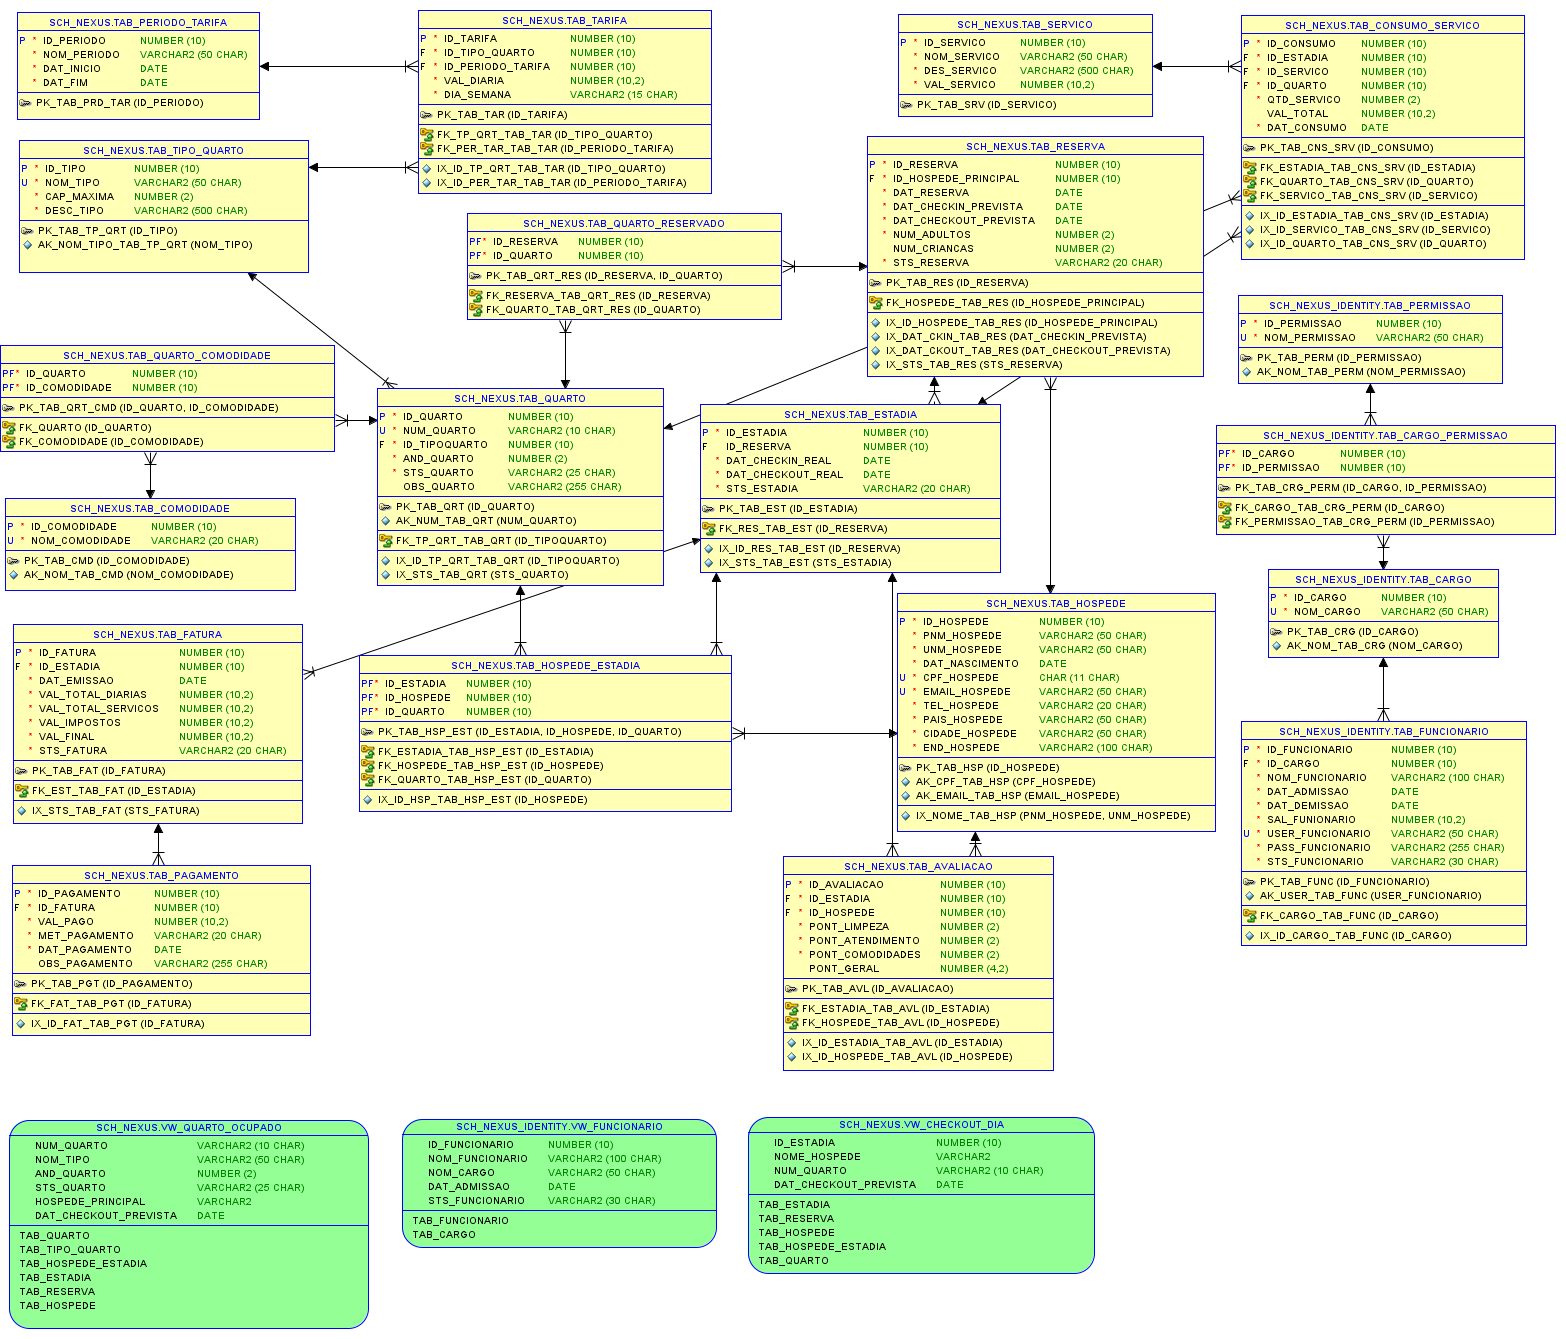 SCH_NEXUS.TAB_PERIODO_TARIFA
P * ID_PERIODO NUMBER (10)
* NOM_PERIODO VARCHAR2 (50 CHAR)
* DAT_INICIO DATE
* DAT_FIM DATE
PK_TAB_PRD_TAR (ID_PERIODO)
SCH_NEXUS.TAB_TARIFA
P * ID_TARIFA NUMBER (10)
F * ID_TIPO_QUARTO NUMBER (10)
F * ID_PERIODO_TARIFA NUMBER (10)
* VAL_DIARIA NUMBER (10,2)
* DIA_SEMANA VARCHAR2 (15 CHAR)
PK_TAB_TAR (ID_TARIFA)
FK_TP_QRT_TAB_TAR (ID_TIPO_QUARTO)
FK_PER_TAR_TAB_TAR (ID_PERIODO_TARIFA)
IX_ID_TP_QRT_TAB_TAR (ID_TIPO_QUARTO)
IX_ID_PER_TAR_TAB_TAR (ID_PERIODO_TARIFA)
SCH_NEXUS.TAB_SERVICO
P * ID_SERVICO NUMBER (10)
* NOM_SERVICO VARCHAR2 (50 CHAR)
* DES_SERVICO VARCHAR2 (500 CHAR)
* VAL_SERVICO NUMBER (10,2)
PK_TAB_SRV (ID_SERVICO)
SCH_NEXUS.TAB_CONSUMO_SERVICO
P * ID_CONSUMO NUMBER (10)
F * ID_ESTADIA NUMBER (10)
F * ID_SERVICO NUMBER (10)
F * ID_QUARTO NUMBER (10)
* QTD_SERVICO NUMBER (2)
VAL_TOTAL NUMBER (10,2)
* DAT_CONSUMO DATE
PK_TAB_CNS_SRV (ID_CONSUMO)
FK_ESTADIA_TAB_CNS_SRV (ID_ESTADIA)
FK_QUARTO_TAB_CNS_SRV (ID_QUARTO)
FK_SERVICO_TAB_CNS_SRV (ID_SERVICO)
IX_ID_ESTADIA_TAB_CNS_SRV (ID_ESTADIA)
IX_ID_SERVICO_TAB_CNS_SRV (ID_SERVICO)
IX_ID_QUARTO_TAB_CNS_SRV (ID_QUARTO)
SCH_NEXUS.TAB_TIPO_QUARTO
P * ID_TIPO NUMBER (10)
U * NOM_TIPO VARCHAR2 (50 CHAR)
* CAP_MAXIMA NUMBER (2)
* DESC_TIPO VARCHAR2 (500 CHAR)
PK_TAB_TP_QRT (ID_TIPO)
AK_NOM_TIPO_TAB_TP_QRT (NOM_TIPO)
SCH_NEXUS.TAB_RESERVA
P * ID_RESERVA NUMBER (10)
F * ID_HOSPEDE_PRINCIPAL NUMBER (10)
* DAT_RESERVA DATE
* DAT_CHECKIN_PREVISTA DATE
* DAT_CHECKOUT_PREVISTA DATE
* NUM_ADULTOS NUMBER (2)
NUM_CRIANCAS NUMBER (2)
* STS_RESERVA VARCHAR2 (20 CHAR)
PK_TAB_RES (ID_RESERVA)
FK_HOSPEDE_TAB_RES (ID_HOSPEDE_PRINCIPAL)
IX_ID_HOSPEDE_TAB_RES (ID_HOSPEDE_PRINCIPAL)
IX_DAT_CKIN_TAB_RES (DAT_CHECKIN_PREVISTA)
IX_DAT_CKOUT_TAB_RES (DAT_CHECKOUT_PREVISTA)
IX_STS_TAB_RES (STS_RESERVA)
SCH_NEXUS.TAB_QUARTO_RESERVADO
PF* ID_RESERVA NUMBER (10)
PF* ID_QUARTO NUMBER (10)
PK_TAB_QRT_RES (ID_RESERVA, ID_QUARTO)
FK_RESERVA_TAB_QRT_RES (ID_RESERVA)
FK_QUARTO_TAB_QRT_RES (ID_QUARTO)
SCH_NEXUS_IDENTITY.TAB_PERMISSAO
P * ID_PERMISSAO NUMBER (10)
U * NOM_PERMISSAO VARCHAR2 (50 CHAR)
PK_TAB_PERM (ID_PERMISSAO)
AK_NOM_TAB_PERM (NOM_PERMISSAO)
SCH_NEXUS.TAB_QUARTO_COMODIDADE
PF* ID_QUARTO NUMBER (10)
PF* ID_COMODIDADE NUMBER (10)
PK_TAB_QRT_CMD (ID_QUARTO, ID_COMODIDADE)
FK_QUARTO (ID_QUARTO)
FK_COMODIDADE (ID_COMODIDADE)
SCH_NEXUS.TAB_QUARTO
P * ID_QUARTO NUMBER (10)
U * NUM_QUARTO VARCHAR2 (10 CHAR)
F * ID_TIPOQUARTO NUMBER (10)
* AND_QUARTO NUMBER (2)
* STS_QUARTO VARCHAR2 (25 CHAR)
OBS_QUARTO VARCHAR2 (255 CHAR)
PK_TAB_QRT (ID_QUARTO)
AK_NUM_TAB_QRT (NUM_QUARTO)
FK_TP_QRT_TAB_QRT (ID_TIPOQUARTO)
IX_ID_TP_QRT_TAB_QRT (ID_TIPOQUARTO)
IX_STS_TAB_QRT (STS_QUARTO)
SCH_NEXUS.TAB_ESTADIA
P * ID_ESTADIA NUMBER (10)
F ID_RESERVA NUMBER (10)
* DAT_CHECKIN_REAL DATE
* DAT_CHECKOUT_REAL DATE
* STS_ESTADIA VARCHAR2 (20 CHAR)
PK_TAB_EST (ID_ESTADIA)
FK_RES_TAB_EST (ID_RESERVA)
IX_ID_RES_TAB_EST (ID_RESERVA)
IX_STS_TAB_EST (STS_ESTADIA)
SCH_NEXUS_IDENTITY.TAB_CARGO_PERMISSAO
PF* ID_CARGO NUMBER (10)
PF* ID_PERMISSAO NUMBER (10)
PK_TAB_CRG_PERM (ID_CARGO, ID_PERMISSAO)
FK_CARGO_TAB_CRG_PERM (ID_CARGO)
FK_PERMISSAO_TAB_CRG_PERM (ID_PERMISSAO)
SCH_NEXUS.TAB_COMODIDADE
P * ID_COMODIDADE NUMBER (10)
U * NOM_COMODIDADE VARCHAR2 (20 CHAR)
PK_TAB_CMD (ID_COMODIDADE)
AK_NOM_TAB_CMD (NOM_COMODIDADE)
SCH_NEXUS_IDENTITY.TAB_CARGO
P * ID_CARGO NUMBER (10)
U * NOM_CARGO VARCHAR2 (50 CHAR)
PK_TAB_CRG (ID_CARGO)
AK_NOM_TAB_CRG (NOM_CARGO)
SCH_NEXUS.TAB_FATURA
P * ID_FATURA NUMBER (10)
F * ID_ESTADIA NUMBER (10)
* DAT_EMISSAO DATE
* VAL_TOTAL_DIARIAS NUMBER (10,2)
* VAL_TOTAL_SERVICOS NUMBER (10,2)
* VAL_IMPOSTOS NUMBER (10,2)
* VAL_FINAL NUMBER (10,2)
* STS_FATURA VARCHAR2 (20 CHAR)
PK_TAB_FAT (ID_FATURA)
FK_EST_TAB_FAT (ID_ESTADIA)
IX_STS_TAB_FAT (STS_FATURA)
SCH_NEXUS.TAB_HOSPEDE_ESTADIA
PF* ID_ESTADIA NUMBER (10)
PF* ID_HOSPEDE NUMBER (10)
PF* ID_QUARTO NUMBER (10)
PK_TAB_HSP_EST (ID_ESTADIA, ID_HOSPEDE, ID_QUARTO)
FK_ESTADIA_TAB_HSP_EST (ID_ESTADIA)
FK_HOSPEDE_TAB_HSP_EST (ID_HOSPEDE)
FK_QUARTO_TAB_HSP_EST (ID_QUARTO)
IX_ID_HSP_TAB_HSP_EST (ID_HOSPEDE)
SCH_NEXUS.TAB_HOSPEDE
P * ID_HOSPEDE NUMBER (10)
* PNM_HOSPEDE VARCHAR2 (50 CHAR)
* UNM_HOSPEDE VARCHAR2 (50 CHAR)
* DAT_NASCIMENTO DATE
U * CPF_HOSPEDE CHAR (11 CHAR)
U * EMAIL_HOSPEDE VARCHAR2 (50 CHAR)
* TEL_HOSPEDE VARCHAR2 (20 CHAR)
* PAIS_HOSPEDE VARCHAR2 (50 CHAR)
* CIDADE_HOSPEDE VARCHAR2 (50 CHAR)
* END_HOSPEDE VARCHAR2 (100 CHAR)
PK_TAB_HSP (ID_HOSPEDE)
AK_CPF_TAB_HSP (CPF_HOSPEDE)
AK_EMAIL_TAB_HSP (EMAIL_HOSPEDE)
IX_NOME_TAB_HSP (PNM_HOSPEDE, UNM_HOSPEDE)
SCH_NEXUS_IDENTITY.TAB_FUNCIONARIO
P * ID_FUNCIONARIO NUMBER (10)
F * ID_CARGO NUMBER (10)
* NOM_FUNCIONARIO VARCHAR2 (100 CHAR)
* DAT_ADMISSAO DATE
* DAT_DEMISSAO DATE
* SAL_FUNIONARIO NUMBER (10,2)
U * USER_FUNCIONARIO VARCHAR2 (50 CHAR)
* PASS_FUNCIONARIO VARCHAR2 (255 CHAR)
* STS_FUNCIONARIO VARCHAR2 (30 CHAR)
PK_TAB_FUNC (ID_FUNCIONARIO)
AK_USER_TAB_FUNC (USER_FUNCIONARIO)
FK_CARGO_TAB_FUNC (ID_CARGO)
IX_ID_CARGO_TAB_FUNC (ID_CARGO)
SCH_NEXUS.TAB_PAGAMENTO
P * ID_PAGAMENTO NUMBER (10)
F * ID_FATURA NUMBER (10)
* VAL_PAGO NUMBER (10,2)
* MET_PAGAMENTO VARCHAR2 (20 CHAR)
* DAT_PAGAMENTO DATE
OBS_PAGAMENTO VARCHAR2 (255 CHAR)
PK_TAB_PGT (ID_PAGAMENTO)
FK_FAT_TAB_PGT (ID_FATURA)
IX_ID_FAT_TAB_PGT (ID_FATURA)
SCH_NEXUS.TAB_AVALIACAO
P * ID_AVALIACAO NUMBER (10)
F * ID_ESTADIA NUMBER (10)
F * ID_HOSPEDE NUMBER (10)
* PONT_LIMPEZA NUMBER (2)
* PONT_ATENDIMENTO NUMBER (2)
* PONT_COMODIDADES NUMBER (2)
PONT_GERAL NUMBER (4,2)
PK_TAB_AVL (ID_AVALIACAO)
FK_ESTADIA_TAB_AVL (ID_ESTADIA)
FK_HOSPEDE_TAB_AVL (ID_HOSPEDE)
IX_ID_ESTADIA_TAB_AVL (ID_ESTADIA)
IX_ID_HOSPEDE_TAB_AVL (ID_HOSPEDE)
SCH_NEXUS.VW_QUARTO_OCUPADO
NUM_QUARTO VARCHAR2 (10 CHAR)
NOM_TIPO VARCHAR2 (50 CHAR)
AND_QUARTO NUMBER (2)
STS_QUARTO VARCHAR2 (25 CHAR)
HOSPEDE_PRINCIPAL VARCHAR2
DAT_CHECKOUT_PREVISTA DATE
TAB_QUARTO
TAB_TIPO_QUARTO
TAB_HOSPEDE_ESTADIA
TAB_ESTADIA
TAB_RESERVA
TAB_HOSPEDE
SCH_NEXUS_IDENTITY.VW_FUNCIONARIO
ID_FUNCIONARIO NUMBER (10)
NOM_FUNCIONARIO VARCHAR2 (100 CHAR)
NOM_CARGO VARCHAR2 (50 CHAR)
DAT_ADMISSAO DATE
STS_FUNCIONARIO VARCHAR2 (30 CHAR)
TAB_FUNCIONARIO
TAB_CARGO
SCH_NEXUS.VW_CHECKOUT_DIA
ID_ESTADIA NUMBER (10)
NOME_HOSPEDE VARCHAR2
NUM_QUARTO VARCHAR2 (10 CHAR)
DAT_CHECKOUT_PREVISTA DATE
TAB_ESTADIA
TAB_RESERVA
TAB_HOSPEDE
TAB_HOSPEDE_ESTADIA
TAB_QUARTO